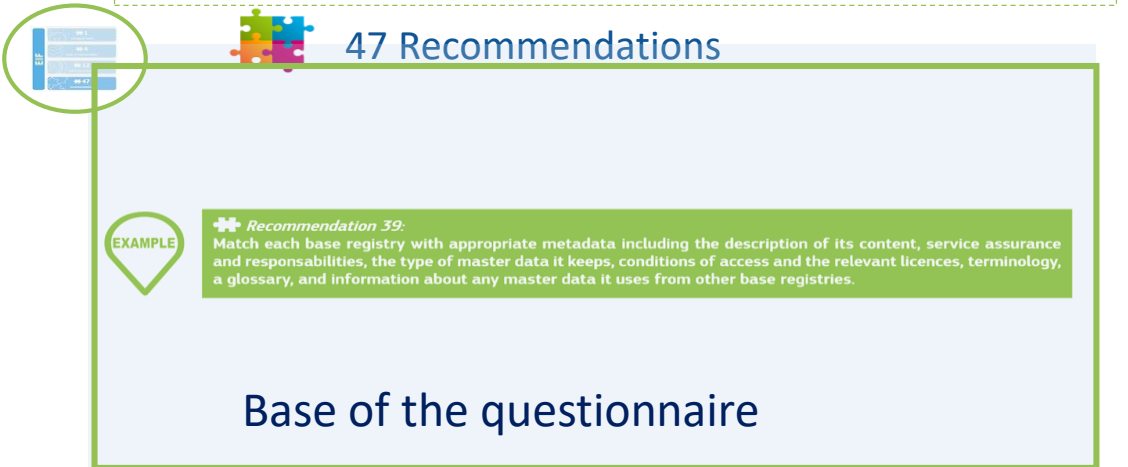 47 Recommendations
EIF
47
EXAMPLE
Recommendation 39:
Match each base registry with appropriate metadata including the description of its content, service assurance
and responsabilities, the type of master data it keeps, conditions of access and the relevant licences, terminology,
a glossary, and information about any master data it uses from other base registries.
Base of the questionnaire